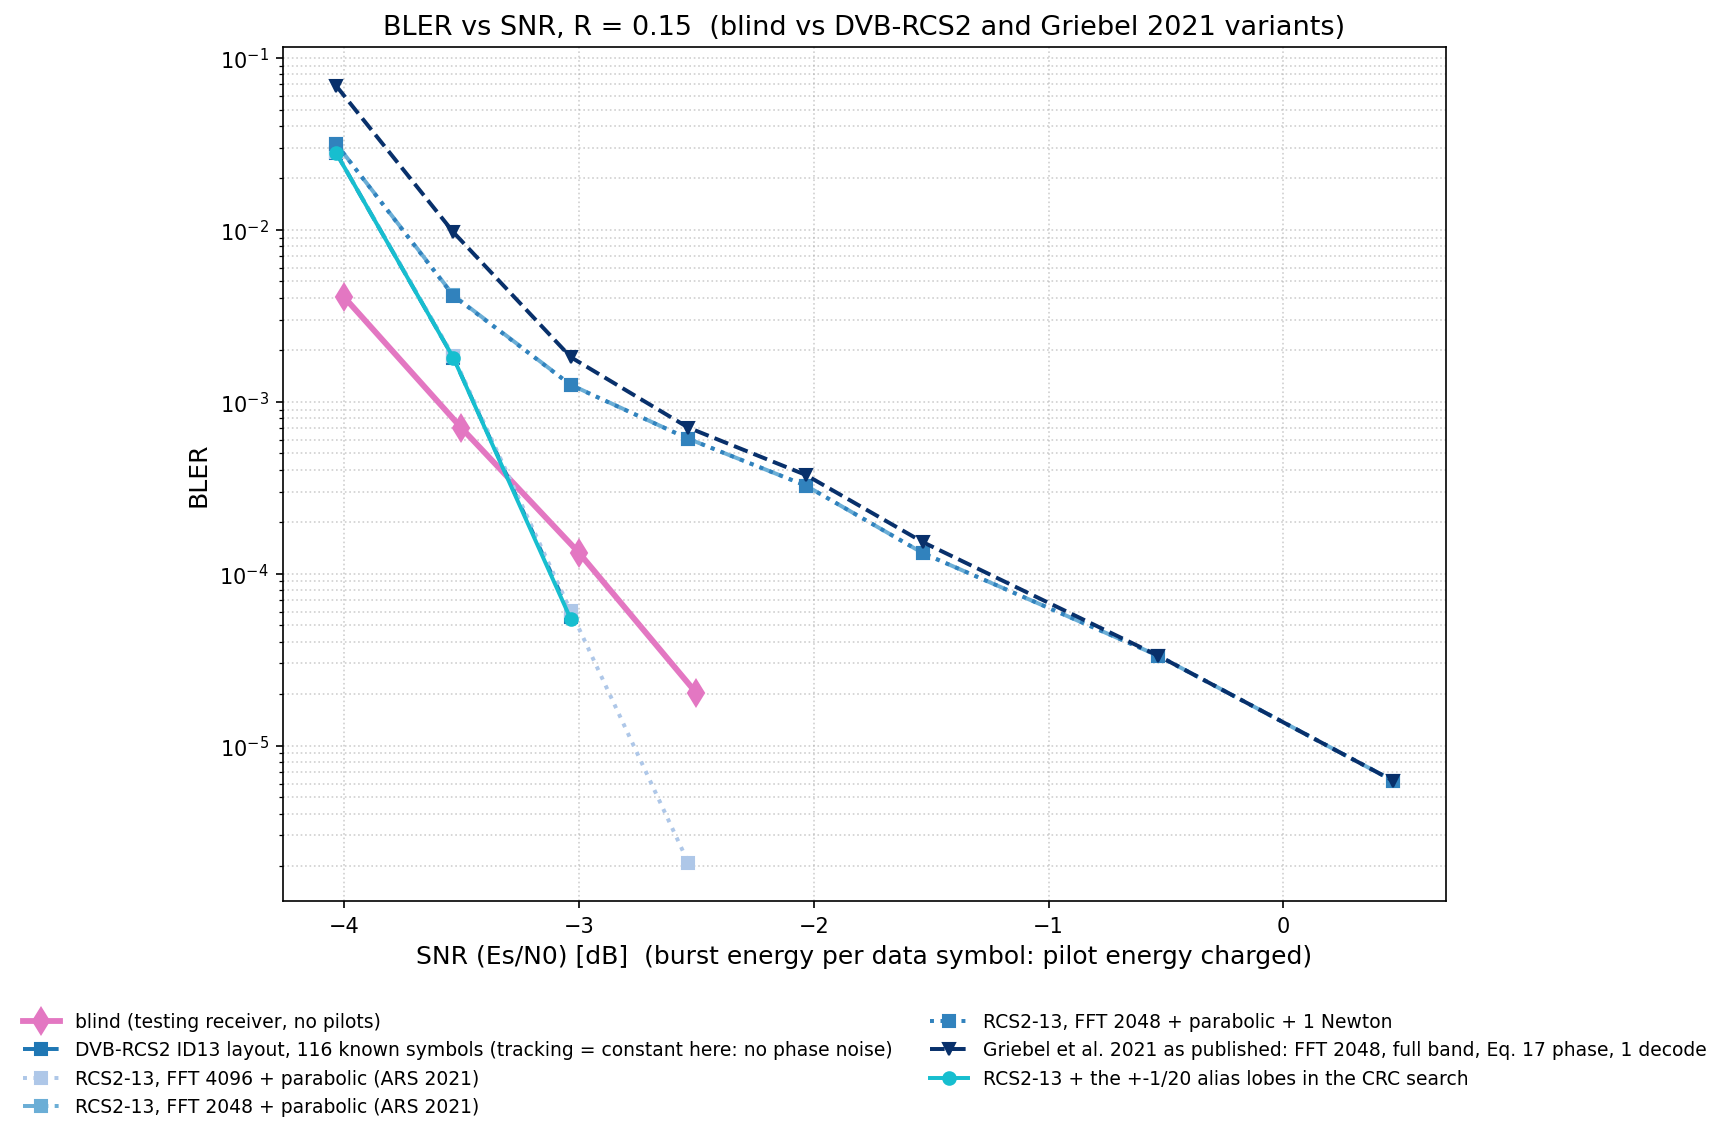 BLER vs SNR, R = 0.15  (blind vs DVB-RCS2 and Griebel 2021 variants)
BLER
10⁻¹
10⁻²
10⁻³
10⁻⁴
10⁻⁵
−4
−3
−2
−1
0
SNR (Es/N0) [dB]  (burst energy per data symbol: pilot energy charged)
blind (testing receiver, no pilots)
DVB-RCS2 ID13 layout, 116 known symbols (tracking = constant here: no phase noise)
RCS2-13, FFT 4096 + parabolic (ARS 2021)
RCS2-13, FFT 2048 + parabolic (ARS 2021)
RCS2-13, FFT 2048 + parabolic + 1 Newton
Griebel et al. 2021 as published: FFT 2048, full band, Eq. 17 phase, 1 decode
RCS2-13 + the +-1/20 alias lobes in the CRC search